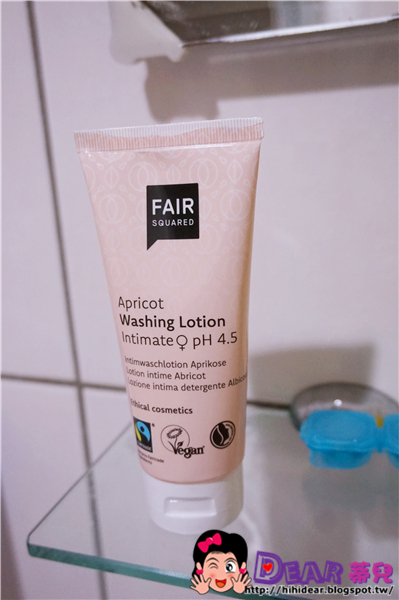 FAIR
SQUARED
Apricot
Washing Lotion
Intimate♀ pH 4.5
Intimwaschlotion Aprikose
Lotion intime Abricot
Lozione intima detergente
Ethical cosmetics
Vegan
DEAR 蒂兒
http://hihidear.blogspot.tw/